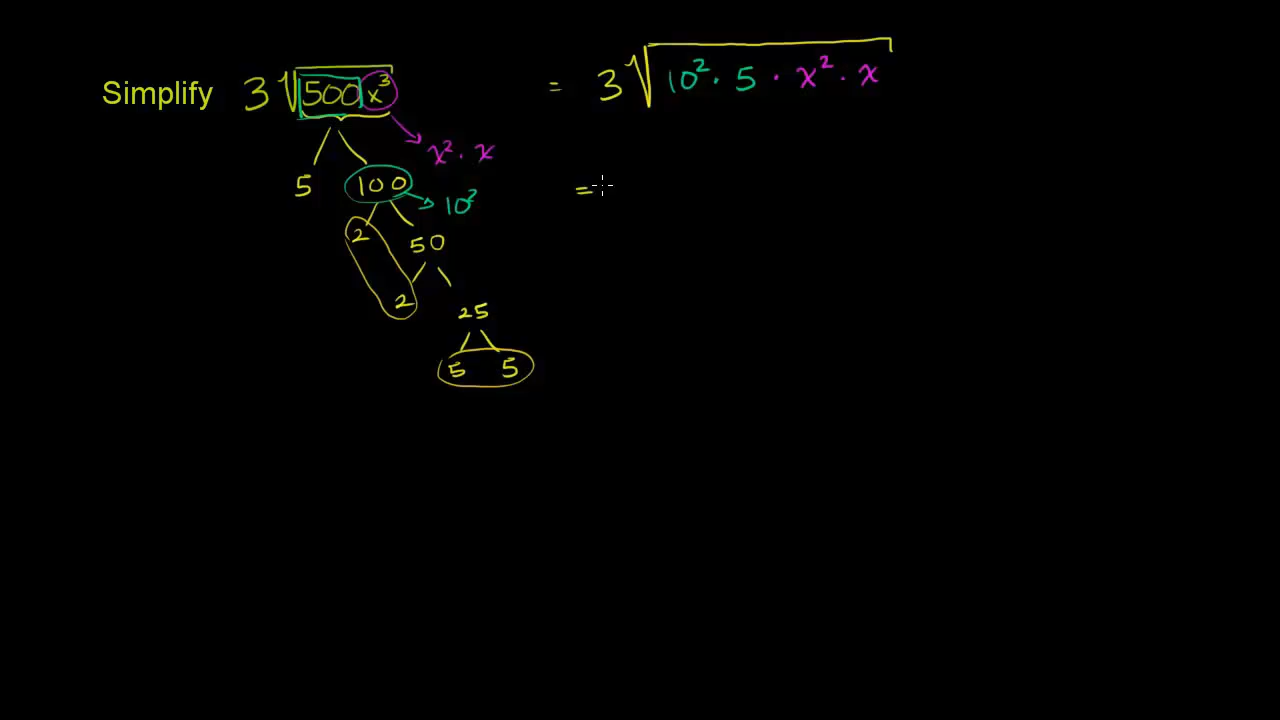 Simplify 3√500x³ = 3√10² · 5 · x² · x
x² · x
5 100 =
10²
2 50
2 25
5 5